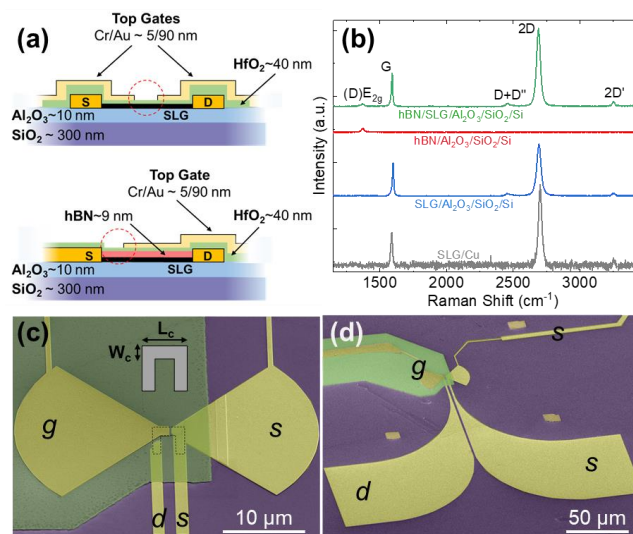 (a)
Top Gates
Cr/Au ~ 5/90 nm
HfO₂~40 nm
S
D
Al₂O₃~10 nm
SLG
SiO₂~ 300 nm
Top Gate
Cr/Au ~ 5/90 nm
hBN~9 nm
HfO₂~40 nm
S
D
Al₂O₃~10 nm
SLG
SiO₂ ~ 300 nm
(b)
2D
G
(D)E₂g
D+D"
2D'
hBN/SLG/Al₂O₃/SiO₂/Si
hBN/Al₂O₃/SiO₂/Si
SLG/Al₂O₃/SiO₂/Si
SLG/Cu
Intensity (a.u.)
1500 2000 2500 3000
Raman Shift (cm⁻¹)
(c)
Lc
Wc
g
s
d s
10 µm
(d)
s
g
d
s
50 µm